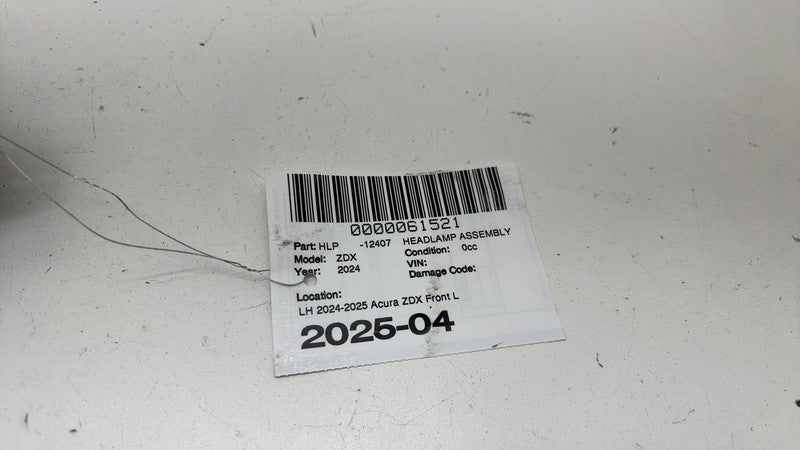 0000061521
Part: HLP -12407 HEADLAMP ASSEMBLY
Model: ZDX Condition: 0cc
Year: 2024 VIN:
Damage Code:
Location:
LH 2024-2025 Acura ZDX Front L
2025-04